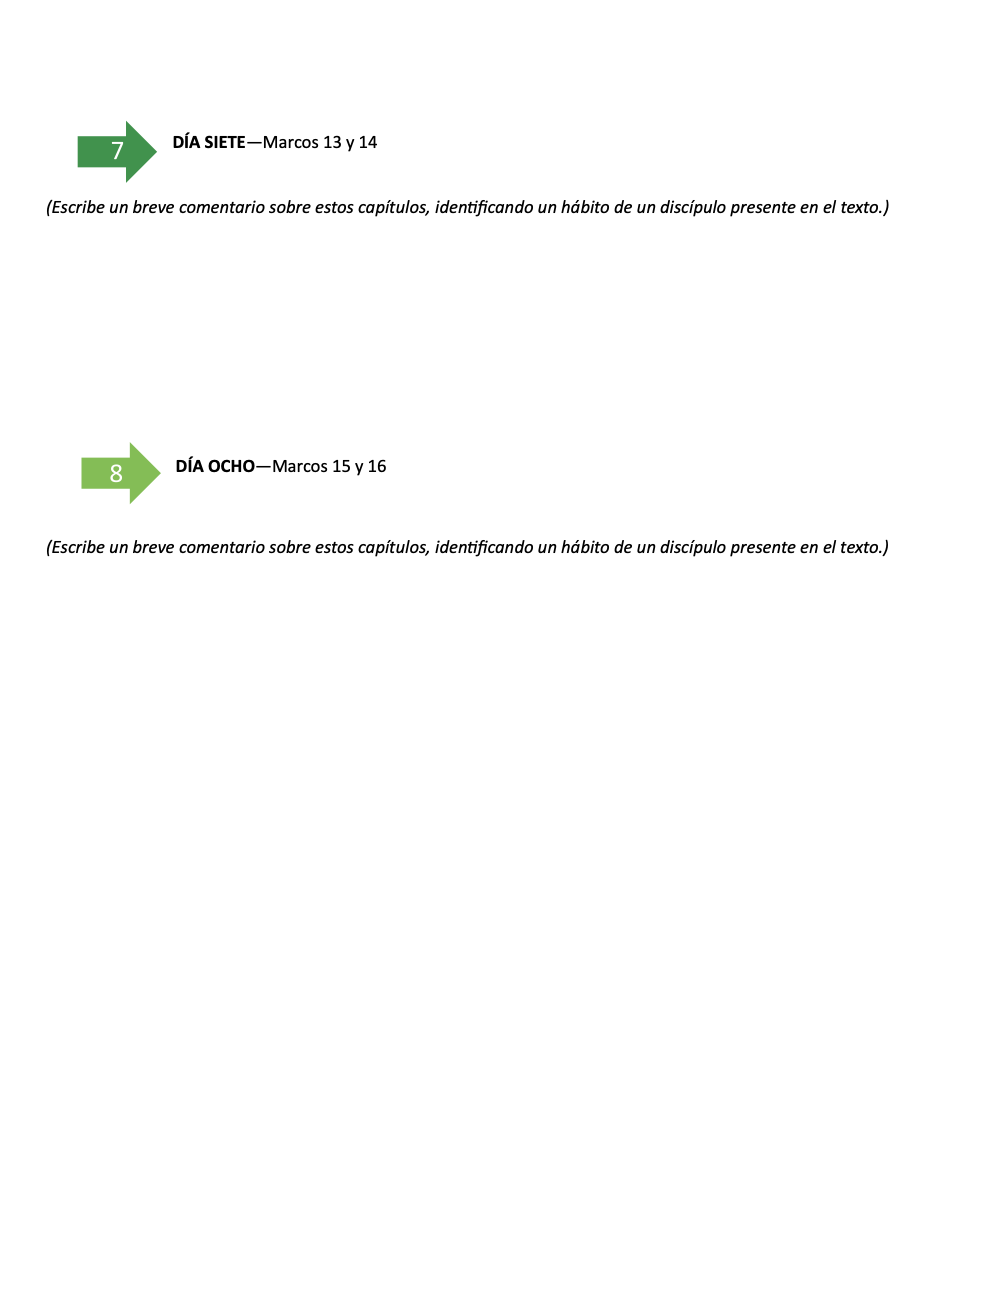 7
DÍA SIETE—Marcos 13 y 14
(Escribe un breve comentario sobre estos capítulos, identificando un hábito de un discípulo presente en el texto.)
8
DÍA OCHO—Marcos 15 y 16
(Escribe un breve comentario sobre estos capítulos, identificando un hábito de un discípulo presente en el texto.)